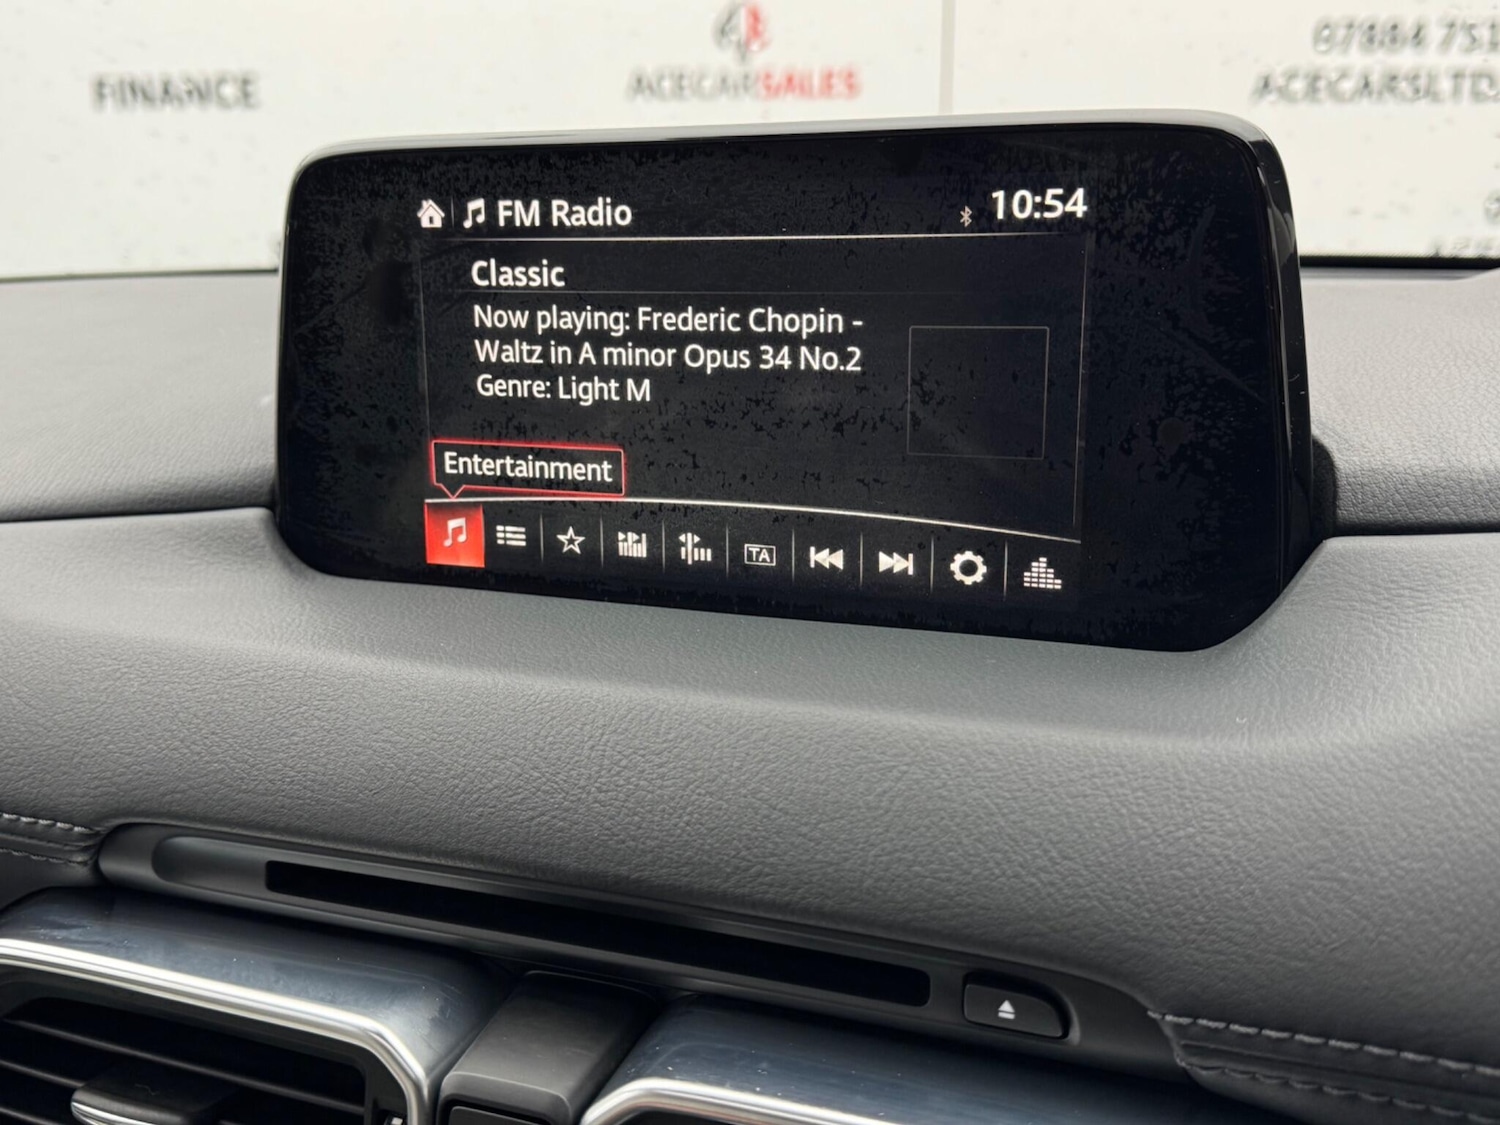 FINANCE
ACECARSALES
ACECARSLTD
FM Radio
10:54
Classic
Now playing: Frederic Chopin -
Waltz in A minor Opus 34 No.2
Genre: Light M
Entertainment
TA